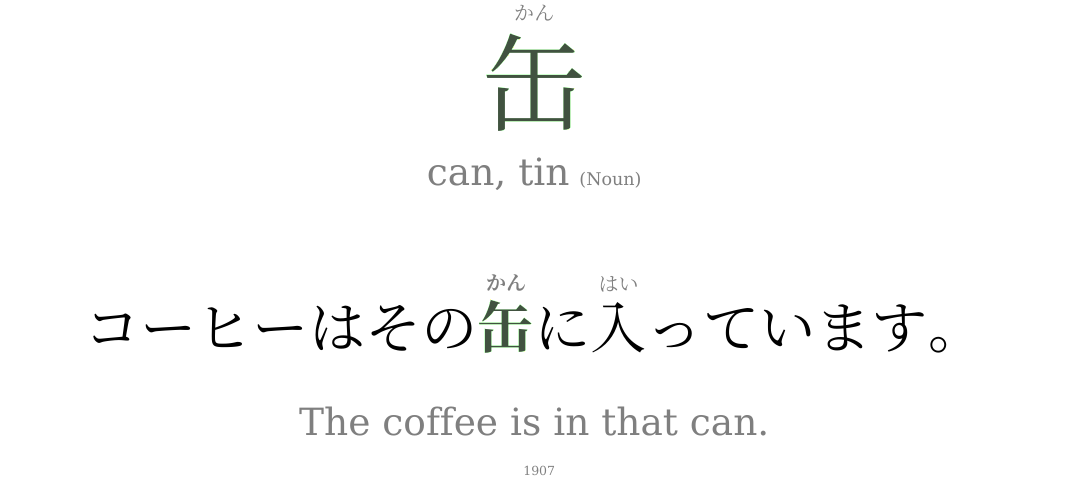 かん
缶
can, tin (Noun)
かん はい
コーヒーはその缶に入っています。
The coffee is in that can.
1907